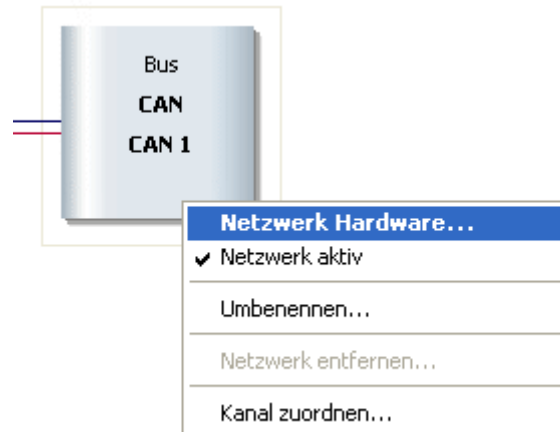 Bus
CAN
CAN 1
Netzwerk Hardware...
Netzwerk aktiv
Umbenennen...
Netzwerk entfernen...
Kanal zuordnen...